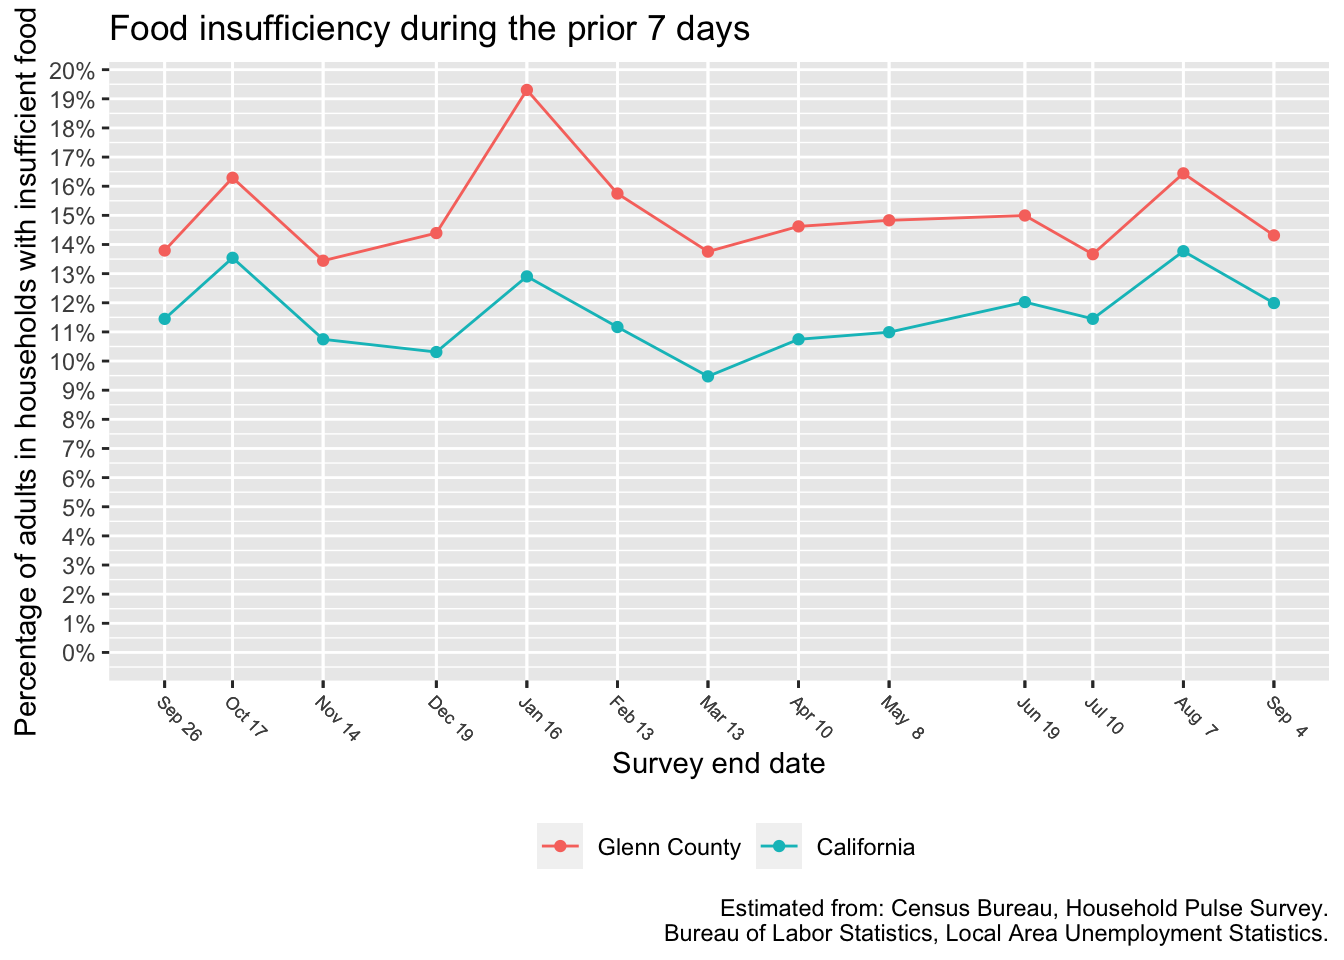 Food insufficiency during the prior 7 days
Percentage of adults in households with insufficient food
20%
19%
18%
17%
16%
15%
14%
13%
12%
11%
10%
9%
8%
7%
6%
5%
4%
3%
2%
1%
0%
Sep 26
Oct 17
Nov 14
Dec 19
Jan 16
Feb 13
Mar 13
Apr 10
May 8
Jun 19
Jul 10
Aug 7
Sep 4
Survey end date
Glenn County
California
Estimated from: Census Bureau, Household Pulse Survey.
Bureau of Labor Statistics, Local Area Unemployment Statistics.